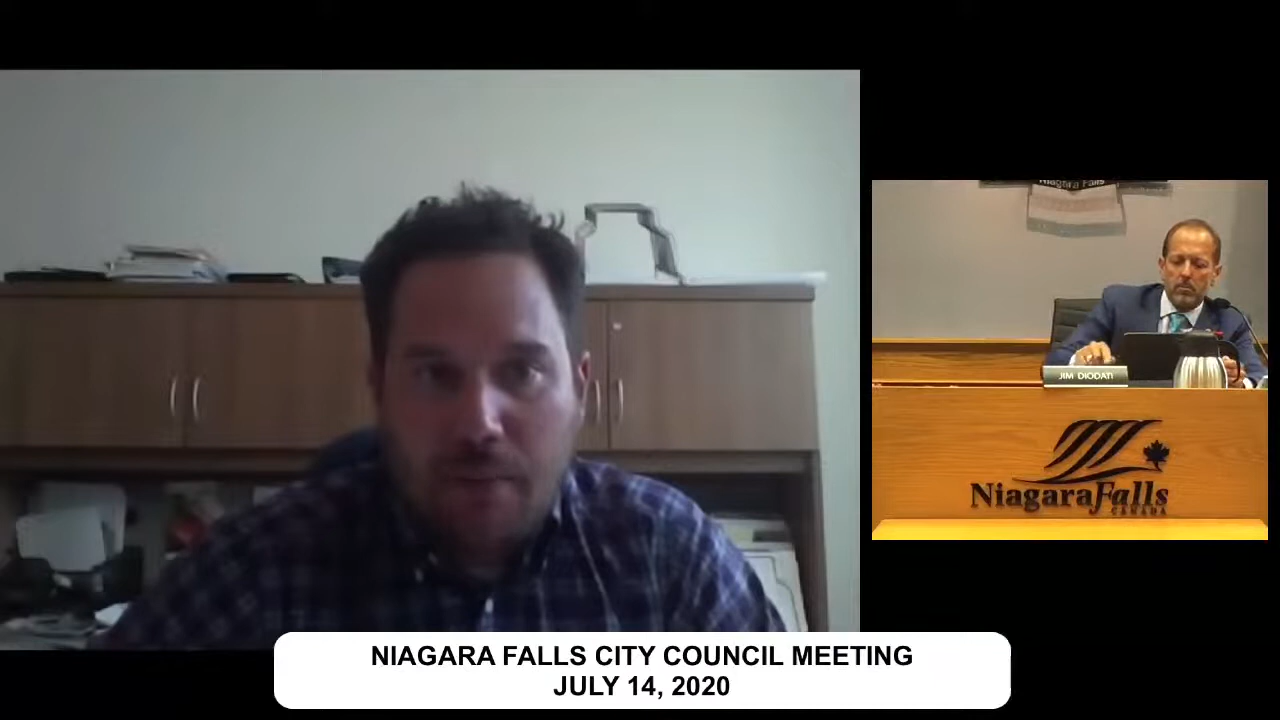 Niagara Falls
JIM DIODATI
NiagaraFalls
CANADA
NIAGARA FALLS CITY COUNCIL MEETING
JULY 14, 2020